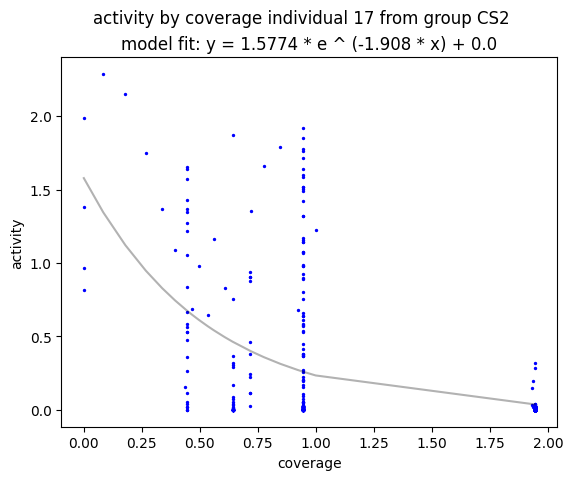 activity by coverage individual 17 from group CS2
model fit: y = 1.5774 * e ^ (-1.908 * x) + 0.0
2.0
1.5
1.0
0.5
0.0
activity
0.00 0.25 0.50 0.75 1.00 1.25 1.50 1.75 2.00
coverage